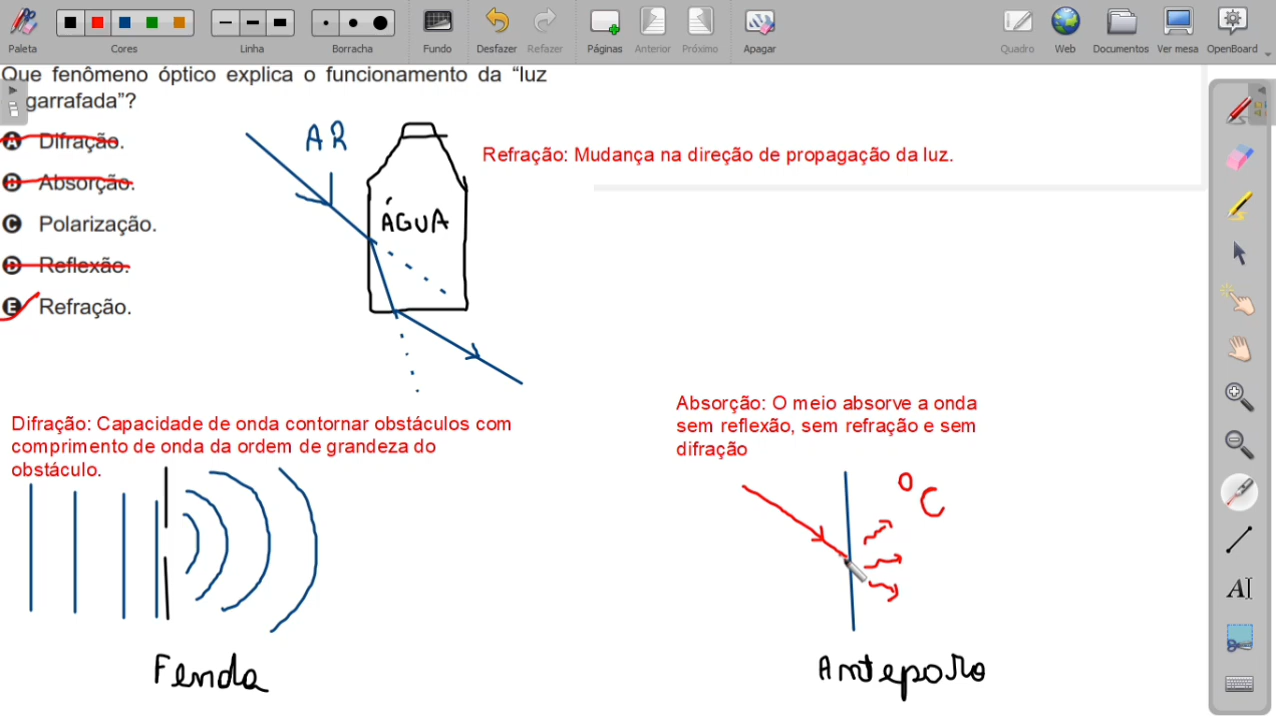 Paleta
Cores
Linha
Borracha
Fundo
Desfazer
Refazer
Páginas
Anterior
Próximo
Apagar
Quadro
Web
Documentos
Ver mesa
OpenBoard
Que fenômeno óptico explica o funcionamento da “luz
garrafada”?
A Difração.
B Absorção.
C Polarização.
D Reflexão.
E Refração.
AR
ÁGUA
Refração: Mudança na direção de propagação da luz.
Difração: Capacidade de onda contornar obstáculos com
comprimento de onda da ordem de grandeza do
obstáculo.
Fenda
Absorção: O meio absorve a onda
sem reflexão, sem refração e sem
difração
°C
Anteparo
AI